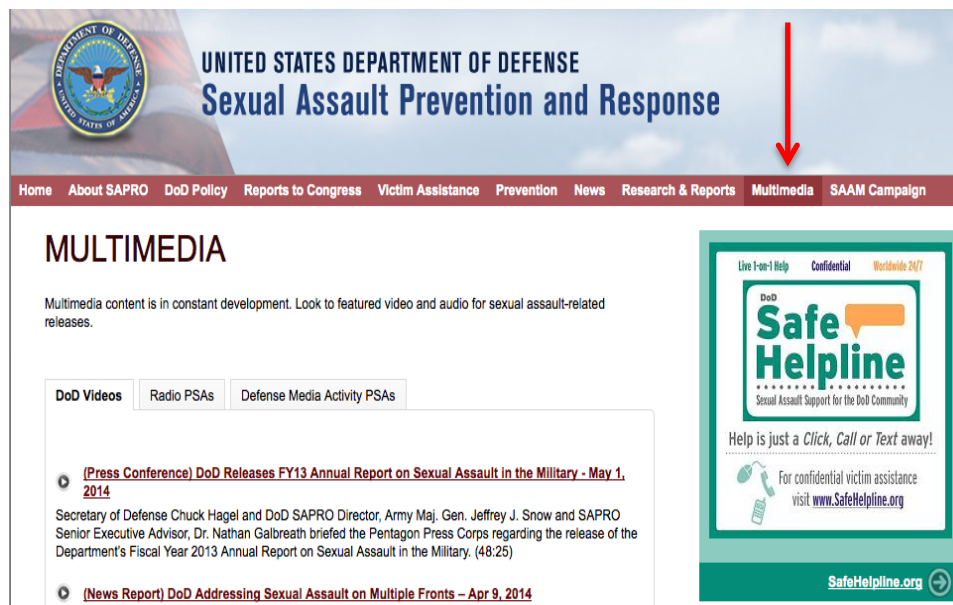 DEPARTMENT OF DEFENSE
UNITED STATES OF AMERICA
UNITED STATES DEPARTMENT OF DEFENSE
Sexual Assault Prevention and Response
Home About SAPRO DoD Policy Reports to Congress Victim Assistance Prevention News Research & Reports Multimedia SAAM Campaign
MULTIMEDIA
Multimedia content is in constant development. Look to featured video and audio for sexual assault-related
releases.
DoD Videos Radio PSAs Defense Media Activity PSAs
(Press Conference) DoD Releases FY13 Annual Report on Sexual Assault in the Military - May 1,
2014
Secretary of Defense Chuck Hagel and DoD SAPRO Director, Army Maj. Gen. Jeffrey J. Snow and SAPRO
Senior Executive Advisor, Dr. Nathan Galbreath briefed the Pentagon Press Corps regarding the release of the
Department's Fiscal Year 2013 Annual Report on Sexual Assault in the Military. (48:25)
(News Report) DoD Addressing Sexual Assault on Multiple Fronts – Apr 9, 2014
Live 1-on-1 Help Confidential Worldwide 24/7
DoD
Safe
Helpline
Sexual Assault Support for the DoD Community
Help is just a Click, Call or Text away!
For confidential victim assistance
visit www.SafeHelpline.org
SafeHelpline.org